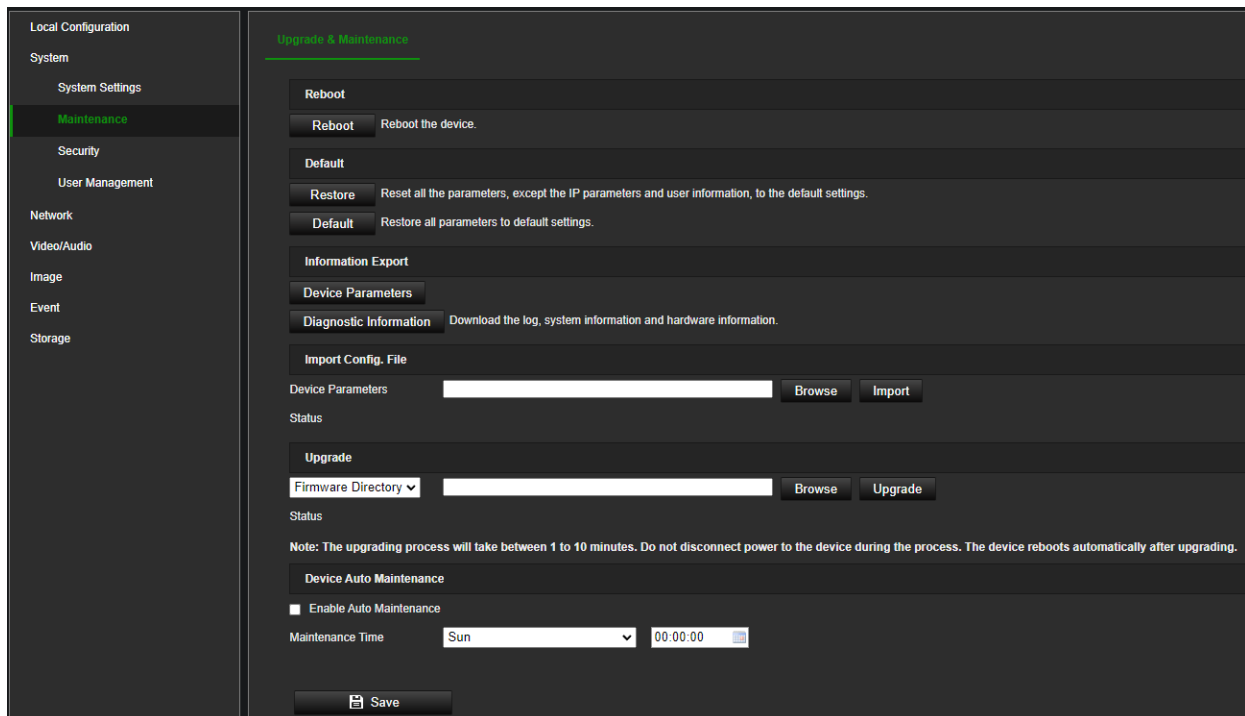 Local Configuration
System
System Settings
Maintenance
Security
User Management
Network
Video/Audio
Image
Event
Storage
Upgrade & Maintenance
Reboot
Reboot Reboot the device.
Default
Restore Reset all the parameters, except the IP parameters and user information, to the default settings.
Default Restore all parameters to default settings.
Information Export
Device Parameters
Diagnostic Information Download the log, system information and hardware information.
Import Config. File
Device Parameters Browse Import
Status
Upgrade
Firmware Directory Browse Upgrade
Status
Note: The upgrading process will take between 1 to 10 minutes. Do not disconnect power to the device during the process. The device reboots automatically after upgrading.
Device Auto Maintenance
Enable Auto Maintenance
Maintenance Time Sun 00:00:00
Save